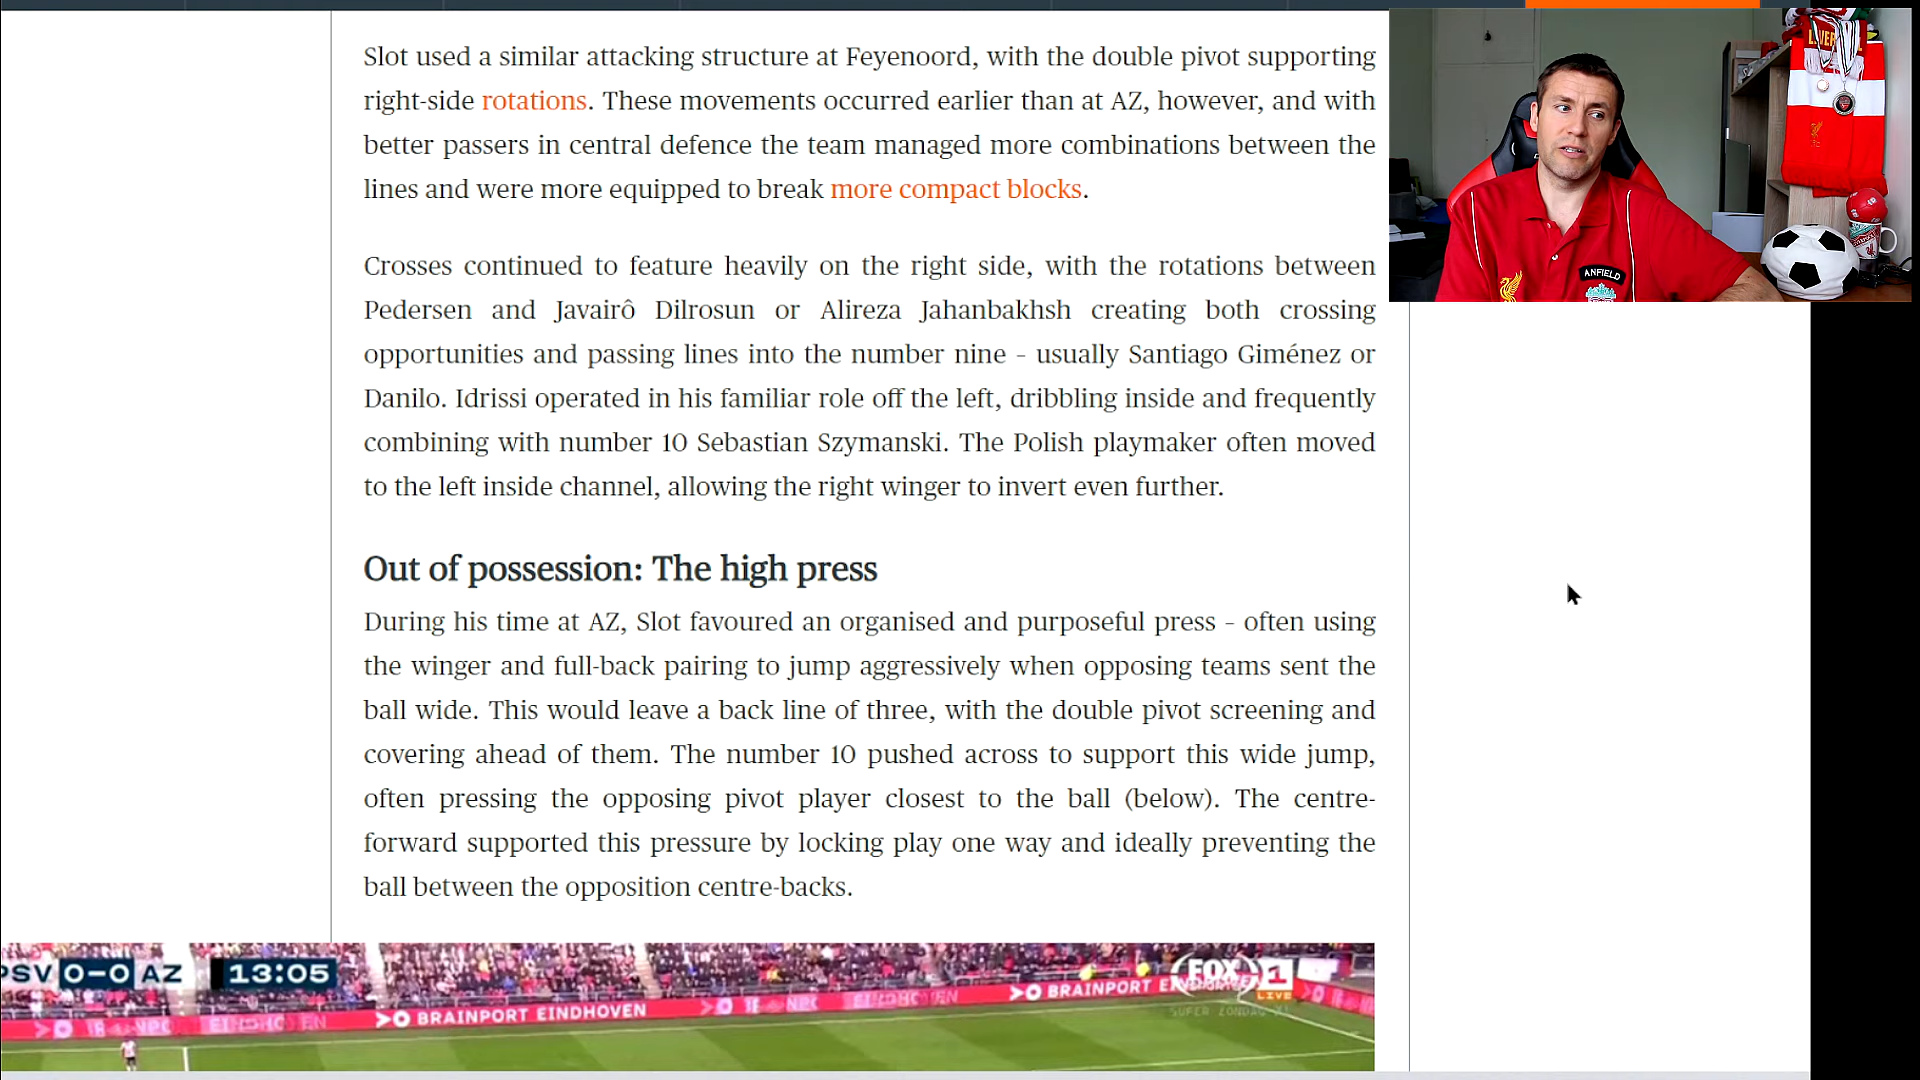 Slot used a similar attacking structure at Feyenoord, with the double pivot supporting
right-side rotations. These movements occurred earlier than at AZ, however, and with
better passers in central defence the team managed more combinations between the
lines and were more equipped to break more compact blocks.
Crosses continued to feature heavily on the right side, with the rotations between
Pedersen and Javairô Dilrosun or Alireza Jahanbakhsh creating both crossing
opportunities and passing lines into the number nine – usually Santiago Giménez or
Danilo. Idrissi operated in his familiar role off the left, dribbling inside and frequently
combining with number 10 Sebastian Szymanski. The Polish playmaker often moved
to the left inside channel, allowing the right winger to invert even further.
Out of possession: The high press
During his time at AZ, Slot favoured an organised and purposeful press – often using
the winger and full-back pairing to jump aggressively when opposing teams sent the
ball wide. This would leave a back line of three, with the double pivot screening and
covering ahead of them. The number 10 pushed across to support this wide jump,
often pressing the opposing pivot player closest to the ball (below). The centre-
forward supported this pressure by locking play one way and ideally preventing the
ball between the opposition centre-backs.
PSV 0-0 AZ 13:05
FOX 1
LIVE
BRAINPORT EINDHOVEN
BRAINPORT
ANFIELD